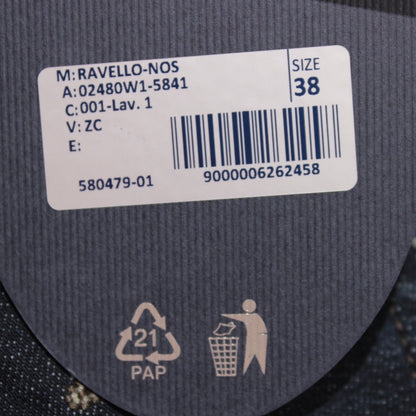 M:RAVELLO-NOS
A:02480W1-5841
C:001-Lav. 1
V:ZC
E:
SIZE
38
580479-01
9000006262458
21
PAP